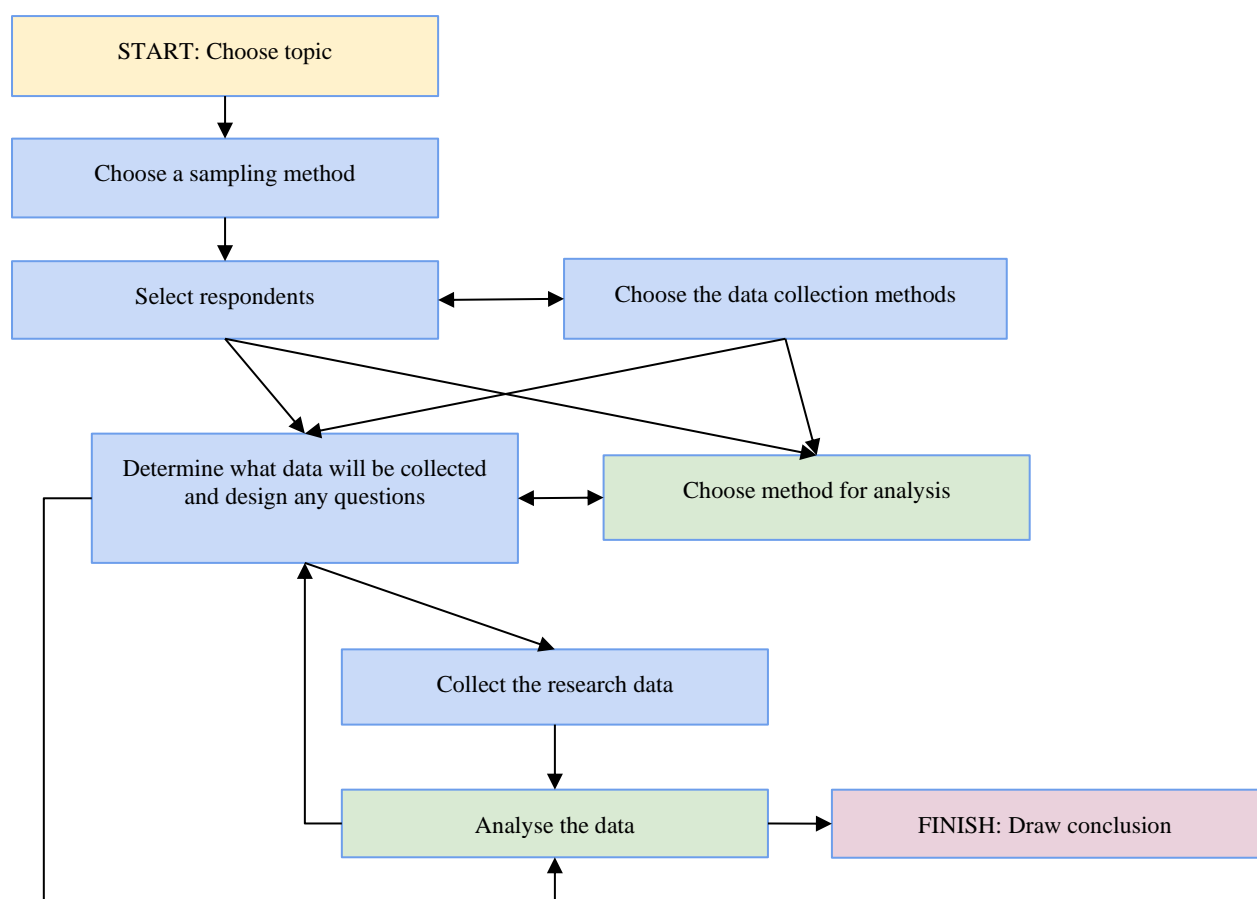 START: Choose topic
Choose a sampling method
Select respondents
Choose the data collection methods
Determine what data will be collected
and design any questions
Choose method for analysis
Collect the research data
Analyse the data
FINISH: Draw conclusion